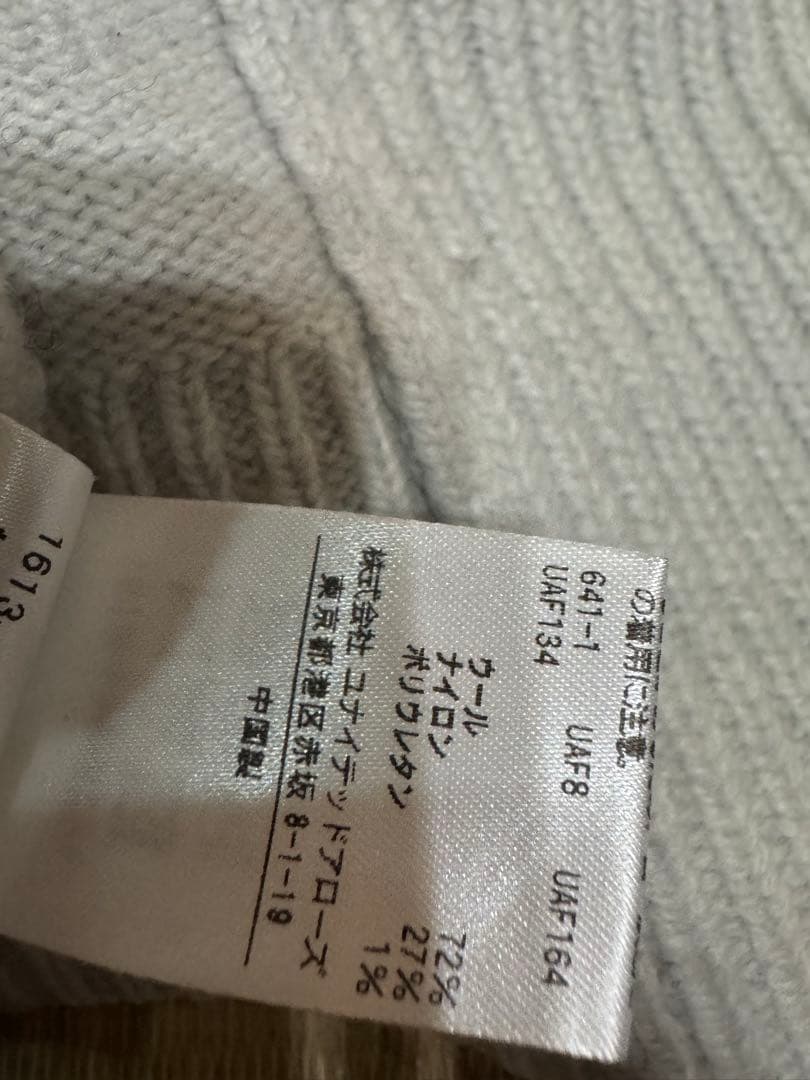 の着用に注意。
641-1 UAF8 UAF164
UAF134
ウール 72%
ナイロン 27%
ポリウレタン 1%
株式会社 ユナイテッドアローズ
東京都港区赤坂 8-1-19
中国製
1613